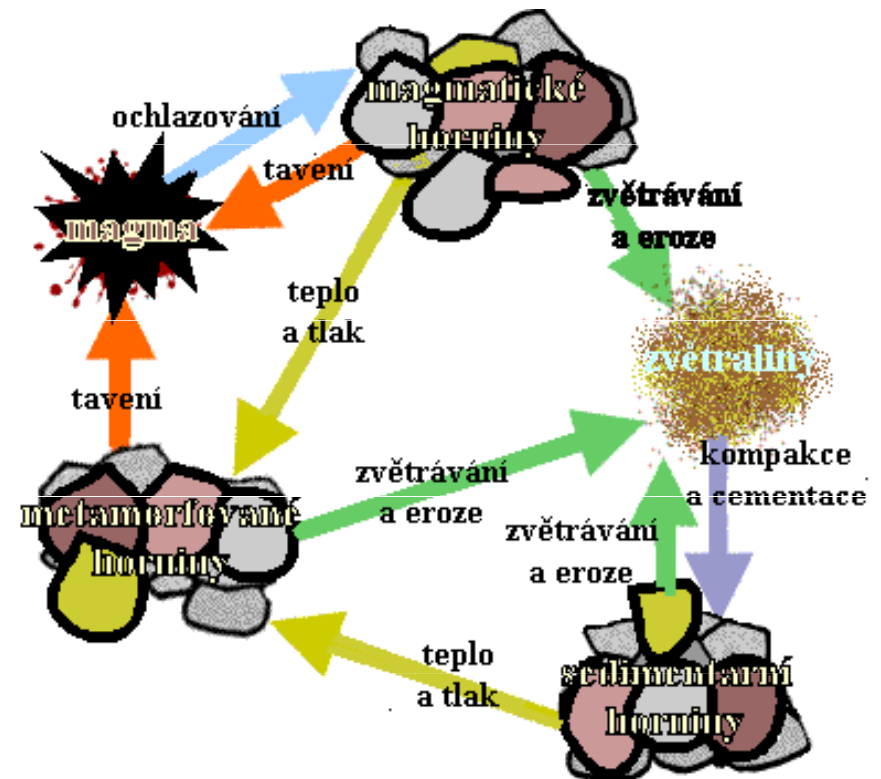 magmatické
horniny
ochlazování
tavení
zvětrávání
a eroze
magma
teplo
a tlak
zvětraliny
tavení
kompakce
a cementace
zvětrávání
a eroze
metamorfované
horniny
zvětrávání
a eroze
teplo
a tlak
sedimentární
horniny